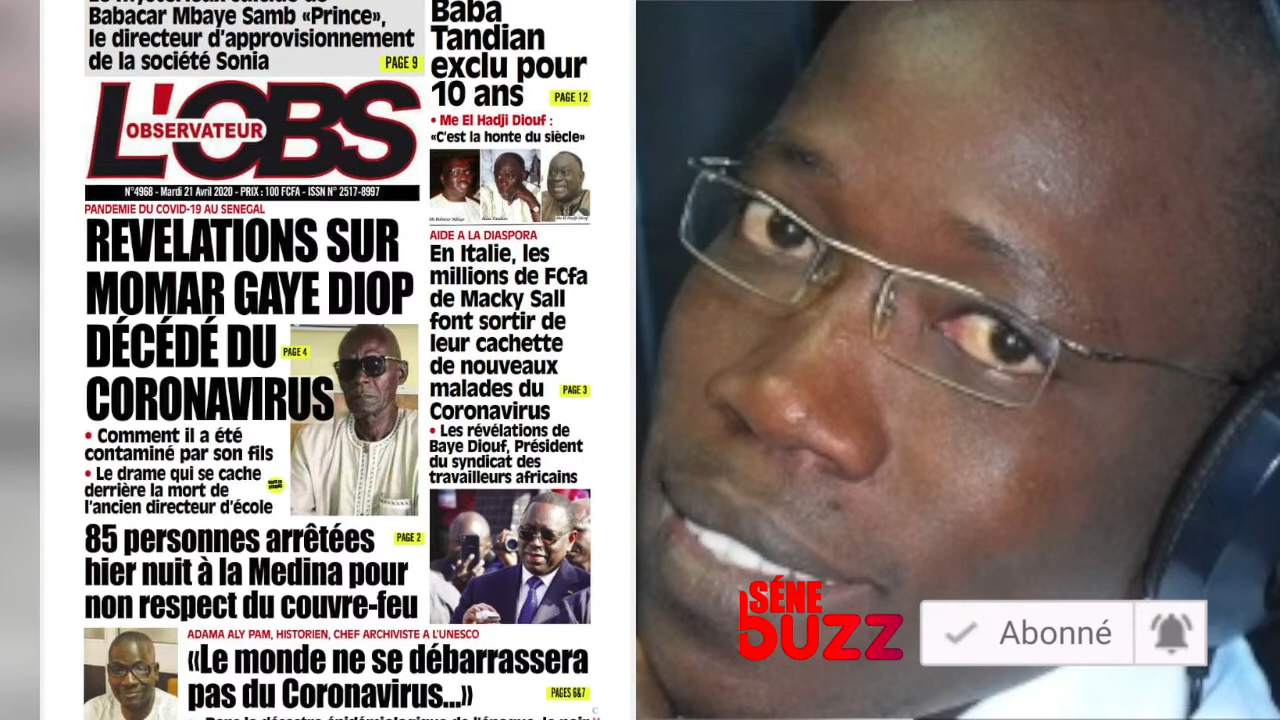 Babacar Mbaye Samb «Prince»,
le directeur d'approvisionnement
de la société Sonia
PAGE 9
Baba
Tandian
exclu pour
10 ans
PAGE 12
• Me El Hadji Diouf :
«C'est la honte du siècle»
L'OBS
OBSERVATEUR
N°4968 - Mardi 21 Avril 2020 - PRIX : 100 FCFA - ISSN N° 2517-8997
PANDEMIE DU COVID-19 AU SENEGAL
REVELATIONS SUR
MOMAR GAYE DIOP
DÉCÉDÉ DU
PAGE 4
CORONAVIRUS
• Comment il a été
contaminé par son fils
• Le drame qui se cache
derrière la mort de
l'ancien directeur d'école
AIDE A LA DIASPORA
En Italie, les
millions de FCfa
de Macky Sall
font sortir de
leur cachette
de nouveaux
malades du
PAGE 3
Coronavirus
• Les révélations de
Baye Diouf, Président
du syndicat des
travailleurs africains
85 personnes arrêtées
PAGE 2
hier nuit à la Medina pour
non respect du couvre-feu
ADAMA ALY PAM, HISTORIEN, CHEF ARCHIVISTE A L'UNESCO
«Le monde ne se débarrassera
pas du Coronavirus...»
PAGES 6&7
SÉNE
buzz
Abonné